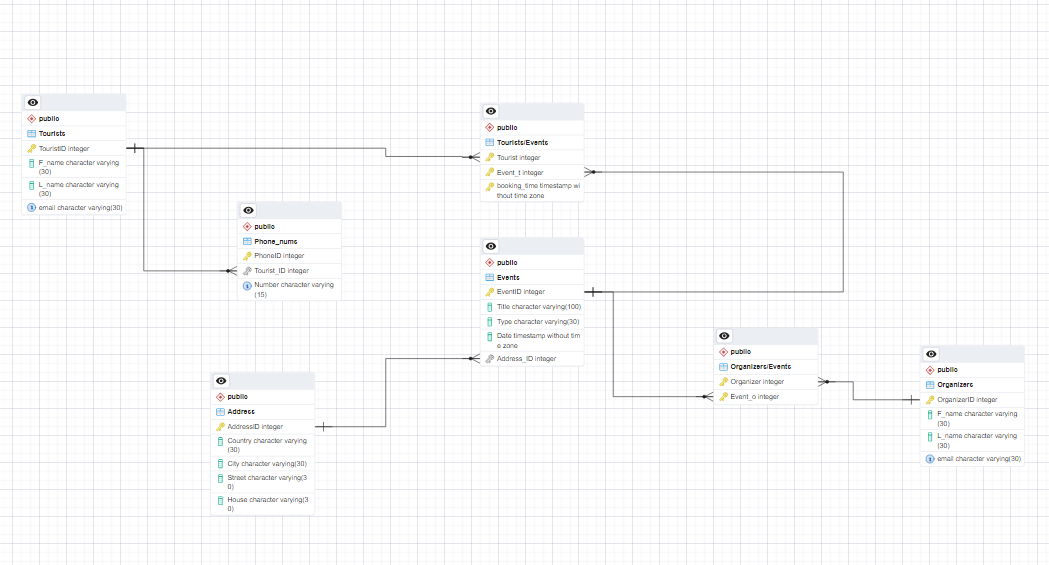 public
Tourists
TouristID integer
F_name character varying
(30)
L_name character varying
(30)
email character varying(30)
public
Phone_nums
PhoneID integer
Tourist_ID integer
Number character varying
(15)
public
Tourists/Events
Tourist integer
Event_t integer
booking_time timestamp wi
thout time zone
public
Events
EventID integer
Title character varying(100)
Type character varying(30)
Date timestamp without tim
e zone
Address_ID integer
public
Address
AddressID integer
Country character varying
(30)
City character varying(30)
Street character varying(3
0)
House character varying(3
0)
public
Organizers/Events
Organizer integer
Event_o integer
public
Organizers
OrganizerID integer
F_name character varying
(30)
L_name character varying
(30)
email character varying(30)